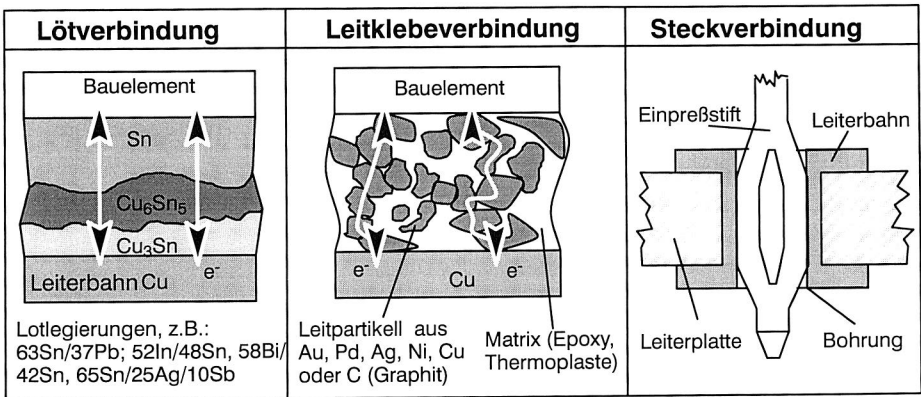 Lötverbindung
Bauelement
Sn
Cu6Sn5
Cu3Sn
Leiterbahn Cu
e-
Lotlegierungen, z.B.:
63Sn/37Pb; 52In/48Sn, 58Bi/
42Sn, 65Sn/25Ag/10Sb
Leitklebeverbindung
Bauelement
e-
Cu
e-
Leitpartikell aus
Au, Pd, Ag, Ni, Cu
oder C (Graphit)
Matrix (Epoxy,
Thermoplaste)
Steckverbindung
Einpreßstift
Leiterbahn
Leiterplatte
Bohrung